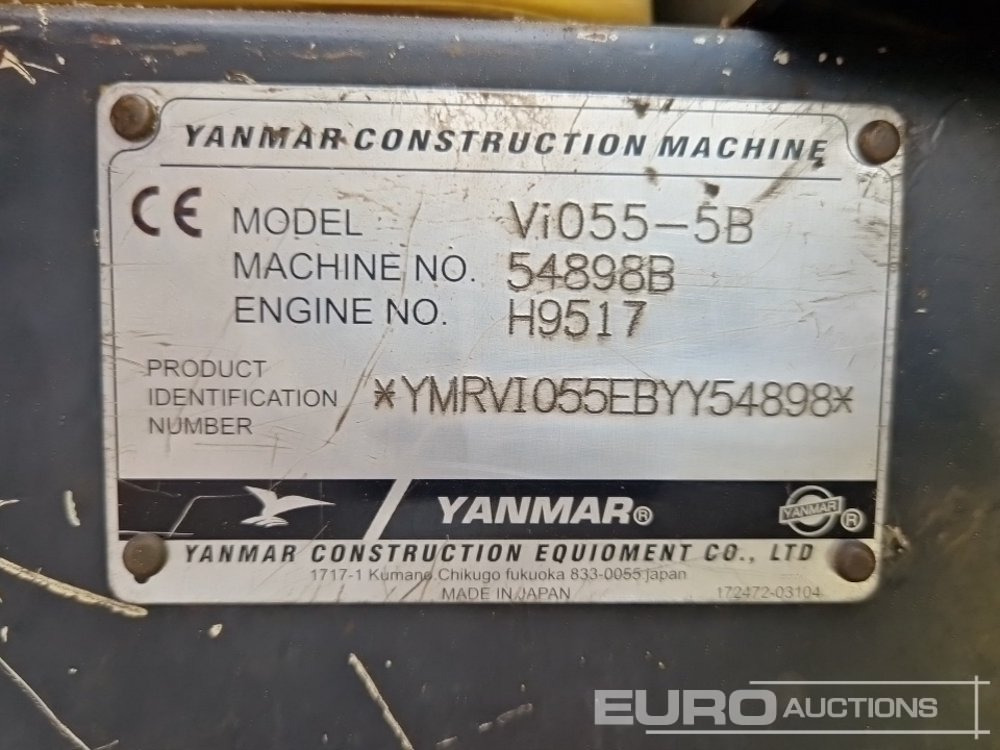 YANMAR CONSTRUCTION MACHINE
CE
MODEL ViO55-5B
MACHINE NO. 54898B
ENGINE NO. H9517
PRODUCT
IDENTIFICATION
NUMBER
*YMRVIO55EBYY54898*
YANMAR®
YANMAR ®
YANMAR CONSTRUCTION EQUIOMENT CO., LTD
1717-1 Kumano.Chikugo fukuoka 833-0055 japan
MADE IN JAPAN 172472-03104
EURO AUCTIONS